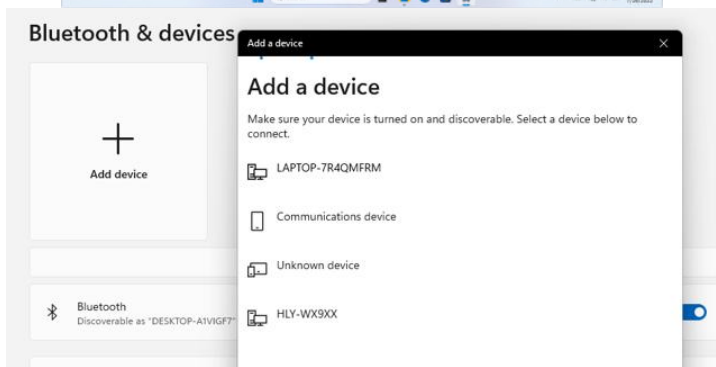 Bluetooth & devices
Add device
Bluetooth
Discoverable as "DESKTOP-A1VIGF7"
Add a device
Add a device
Make sure your device is turned on and discoverable. Select a device below to
connect.
LAPTOP-7R4QMFRM
Communications device
Unknown device
HLY-WX9XX